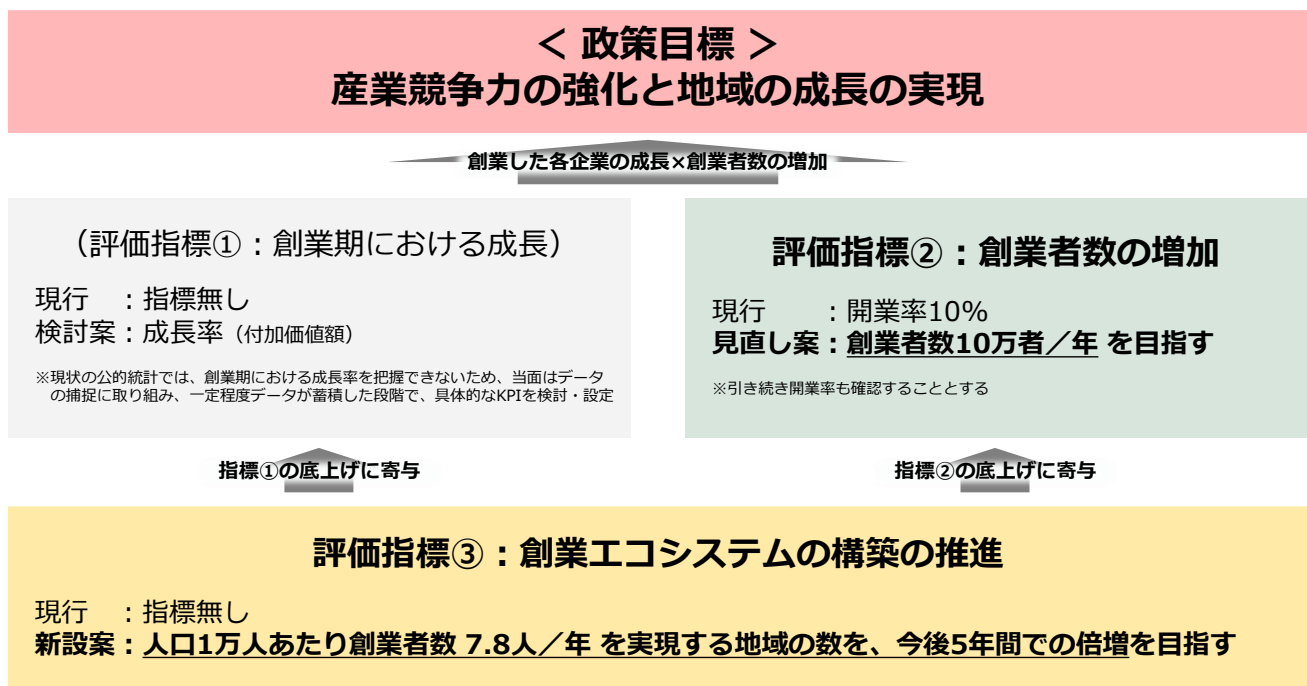 ＜ 政策目標 ＞
産業競争力の強化と地域の成長の実現
創業した各企業の成長×創業者数の増加
（評価指標①：創業期における成長）
現行　：指標無し
検討案：成長率（付加価値額）
※現状の公的統計では、創業期における成長率を把握できないため、当面はデータ
の捕捉に取り組み、一定程度データが蓄積した段階で、具体的なKPIを検討・設定
評価指標②：創業者数の増加
現行　　：開業率10%
見直し案：創業者数10万者／年 を目指す
※引き続き開業率も確認することとする
指標①の底上げに寄与
指標②の底上げに寄与
評価指標③：創業エコシステムの構築の推進
現行　：指標無し
新設案：人口1万人あたり創業者数 7.8人／年 を実現する地域の数を、今後5年間での倍増を目指す